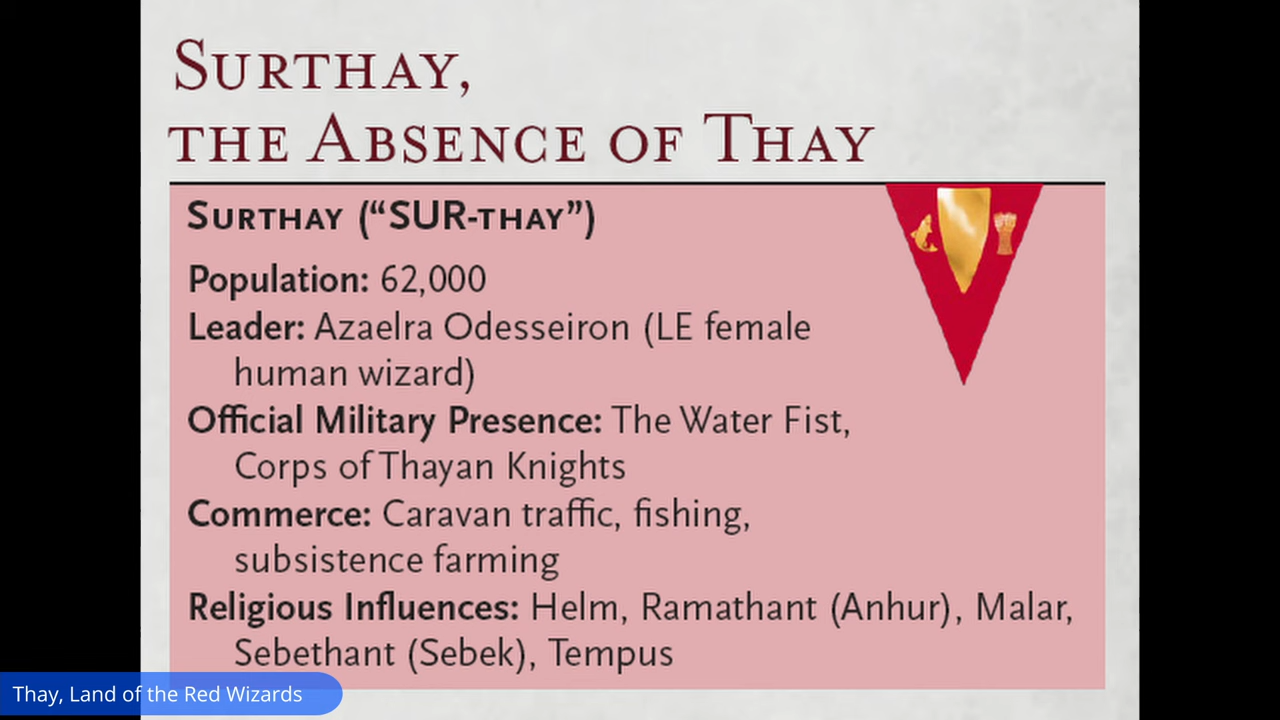 SURTHAY,
THE ABSENCE OF THAY
SURTHAY (“SUR-THAY”)
Population: 62,000
Leader: Azaelra Odesseiron (LE female
human wizard)
Official Military Presence: The Water Fist,
Corps of Thayan Knights
Commerce: Caravan traffic, fishing,
subsistence farming
Religious Influences: Helm, Ramathant (Anhur), Malar,
Sebethant (Sebek), Tempus
Thay, Land of the Red Wizards